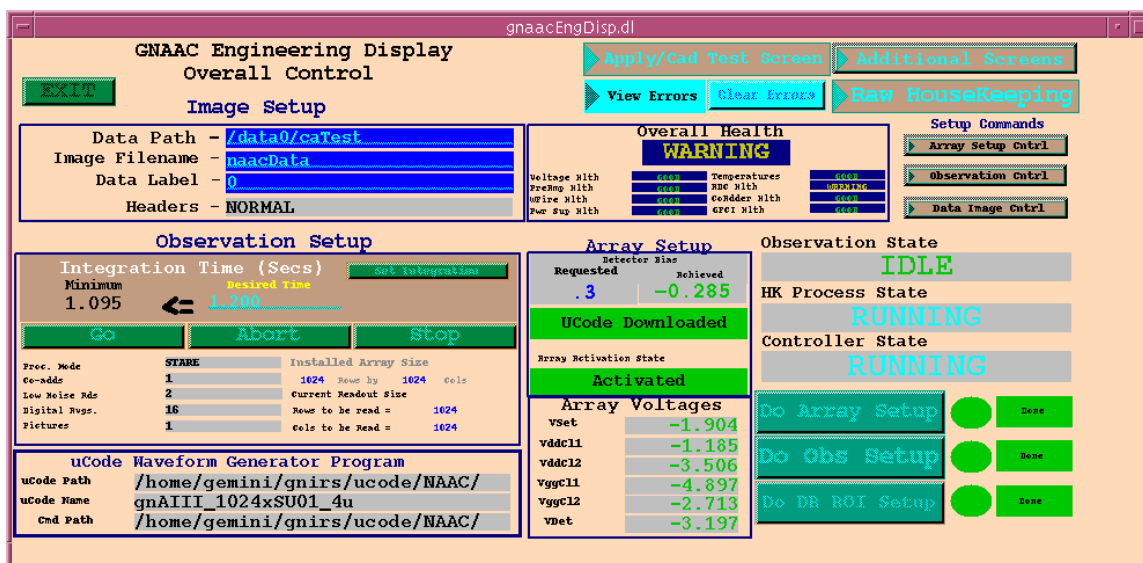 gnaacEngDisp.dl
GNAAC Engineering Display
Overall Control
EXIT
Apply/Cad Test Screen
Additional Screens
View Errors
Clear Errors
Raw HouseKeeping
Image Setup
Data Path - /data0/caTest
Image Filename - naacData
Data Label - 0
Headers - NORMAL
Overall Health
WARNING
Voltage Hlth GOOD Temperatures GOOD
PreAmp Hlth GOOD ADC Hlth WARNING
WFire Hlth GOOD CoAdder Hlth GOOD
Pwr Sup Hlth GOOD GPCI Hlth GOOD
Setup Commands
Array Setup Cntrl
Observation Cntrl
Data Image Cntrl
Observation Setup
Integration Time (Secs)
Set Integration
Minimum Desired Time
1.095 <= 1.200
Go Abort Stop
Proc. Mode STARE Installed Array Size
Co-adds 1 1024 Rows by 1024 Cols
Low Noise Rds 2 Current Readout Size
Digital Avgs. 16 Rows to be read = 1024
Pictures 1 Cols to be Read = 1024
uCode Waveform Generator Program
uCode Path /home/gemini/gnirs/ucode/NAAC/
uCode Name gnAIII_1024xSU01_4u
Cmd Path /home/gemini/gnirs/ucode/NAAC/
Array Setup
Detector Bias
Requested Achieved
.3 -0.285
UCode Downloaded
Array Activation State
Activated
Array Voltages
VSet -1.904
VddCl1 -1.185
VddCl2 -3.506
VggCl1 -4.897
VggCl2 -2.713
VDet -3.197
Observation State
IDLE
HK Process State
RUNNING
Controller State
RUNNING
Do Array Setup Done
Do Obs Setup Done
Do DR ROI Setup Done